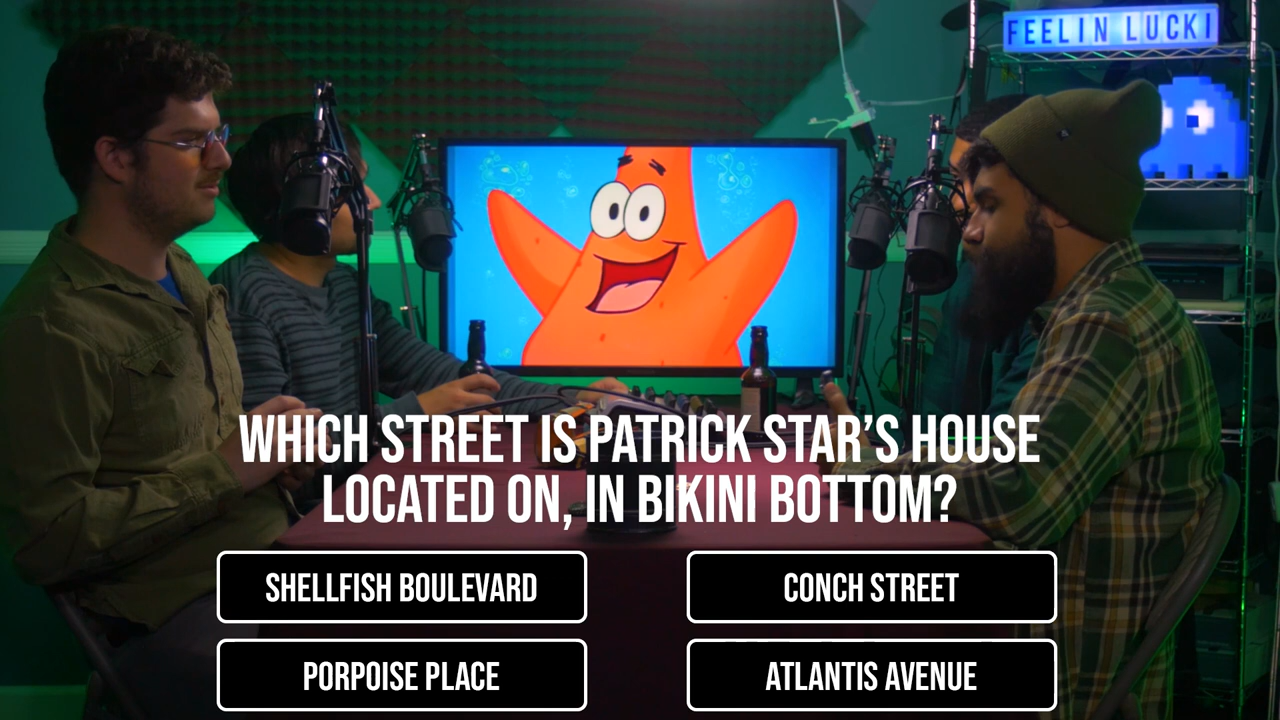 FEELIN LUCKI
WHICH STREET IS PATRICK STAR’S HOUSE
LOCATED ON, IN BIKINI BOTTOM?
SHELLFISH BOULEVARD
CONCH STREET
PORPOISE PLACE
ATLANTIS AVENUE